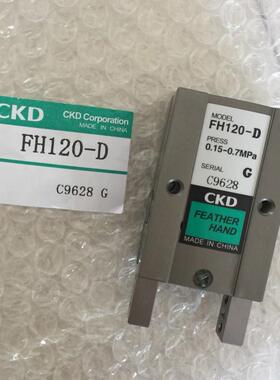 CKD
CKD Corporation
MADE IN CHINA
FH120-D
C9628 G
MODEL
FH120-D
PRESS
0.15-0.7MPa
SERIAL
G
C9628
CKD
FEATHER
HAND
MADE IN CHINA